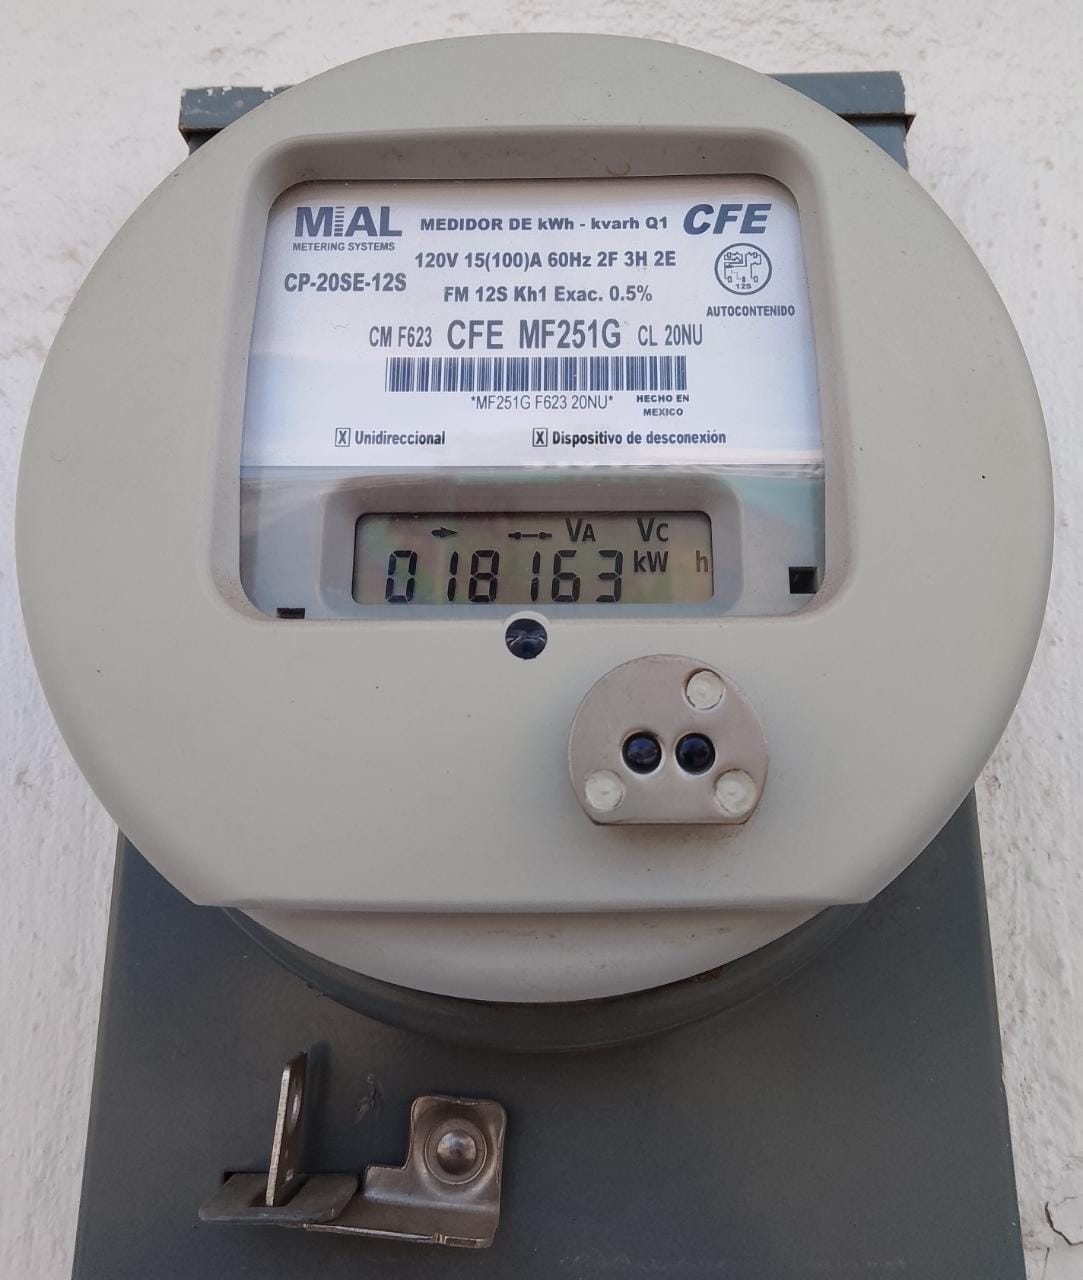 MIAL
METERING SYSTEMS
MEDIDOR DE kWh - kvarh Q1
CFE
120V 15(100)A 60Hz 2F 3H 2E
CP-20SE-12S
FM 12S Kh1 Exac. 0.5%
12S
AUTOCONTENIDO
CM F623 CFE MF251G CL 20NU
*MF251G F623 20NU*
HECHO EN
MEXICO
X Unidireccional
X Dispositivo de desconexión
VA VC
018163 kW h